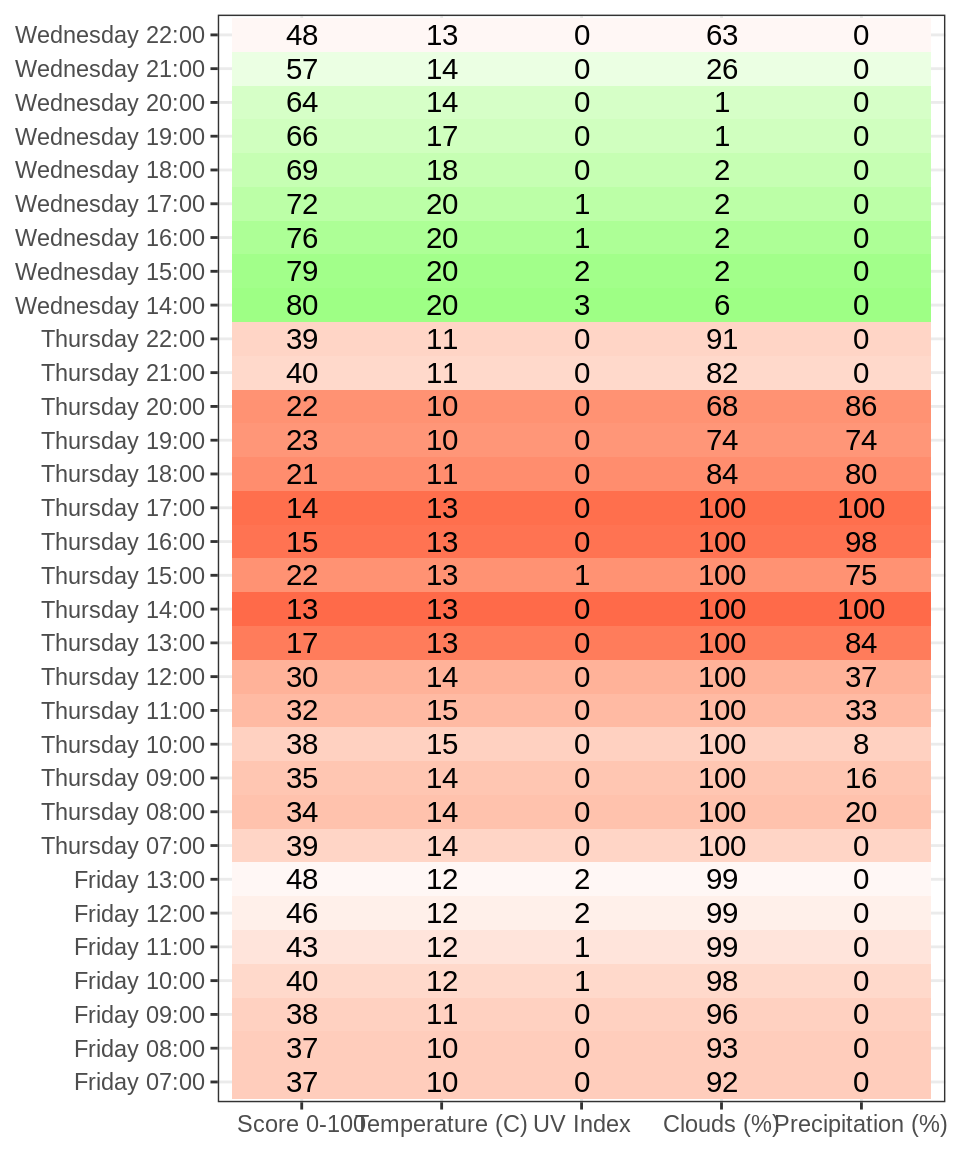 Wednesday 22:00 48 13 0 63 0
Wednesday 21:00 57 14 0 26 0
Wednesday 20:00 64 14 0 1 0
Wednesday 19:00 66 17 0 1 0
Wednesday 18:00 69 18 0 2 0
Wednesday 17:00 72 20 1 2 0
Wednesday 16:00 76 20 1 2 0
Wednesday 15:00 79 20 2 2 0
Wednesday 14:00 80 20 3 6 0
Thursday 22:00 39 11 0 91 0
Thursday 21:00 40 11 0 82 0
Thursday 20:00 22 10 0 68 86
Thursday 19:00 23 10 0 74 74
Thursday 18:00 21 11 0 84 80
Thursday 17:00 14 13 0 100 100
Thursday 16:00 15 13 0 100 98
Thursday 15:00 22 13 1 100 75
Thursday 14:00 13 13 0 100 100
Thursday 13:00 17 13 0 100 84
Thursday 12:00 30 14 0 100 37
Thursday 11:00 32 15 0 100 33
Thursday 10:00 38 15 0 100 8
Thursday 09:00 35 14 0 100 16
Thursday 08:00 34 14 0 100 20
Thursday 07:00 39 14 0 100 0
Friday 13:00 48 12 2 99 0
Friday 12:00 46 12 2 99 0
Friday 11:00 43 12 1 99 0
Friday 10:00 40 12 1 98 0
Friday 09:00 38 11 0 96 0
Friday 08:00 37 10 0 93 0
Friday 07:00 37 10 0 92 0
Score 0-100 Temperature (C) UV Index Clouds (%) Precipitation (%)